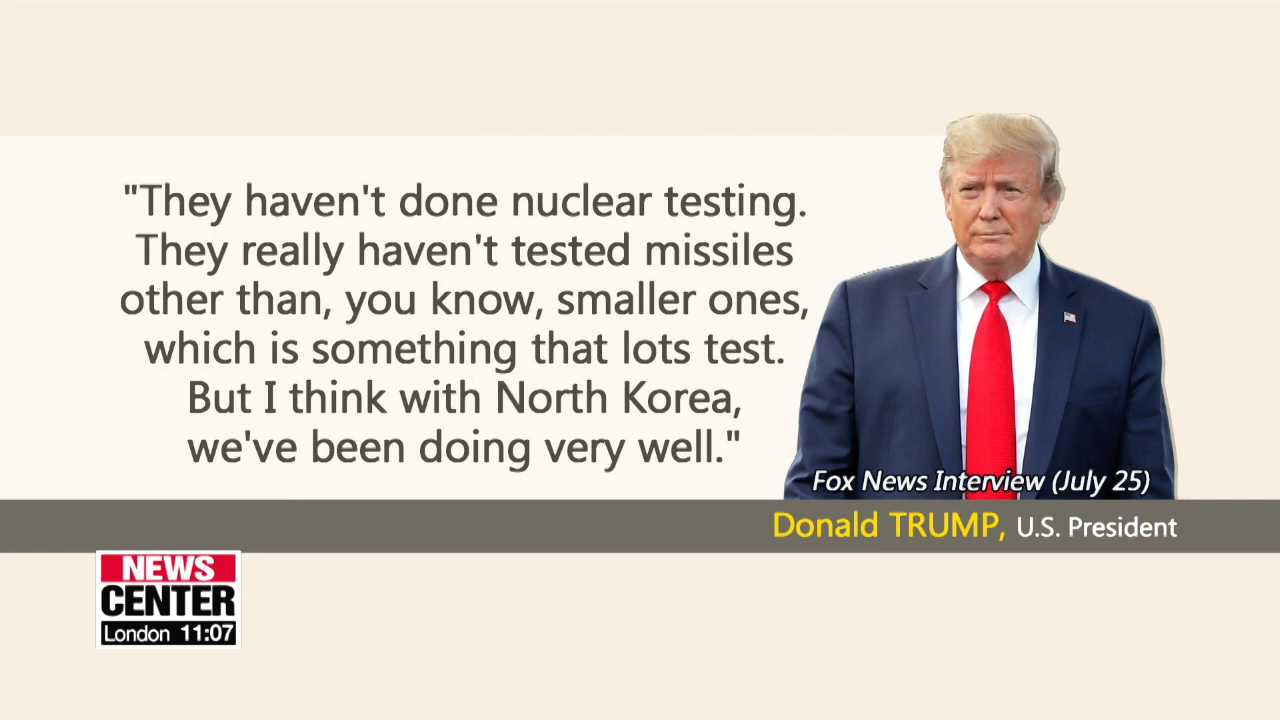 "They haven't done nuclear testing.
They really haven't tested missiles
other than, you know, smaller ones,
which is something that lots test.
But I think with North Korea,
we've been doing very well."
Fox News Interview (July 25)
Donald TRUMP, U.S. President
NEWS
CENTER
London 11:07